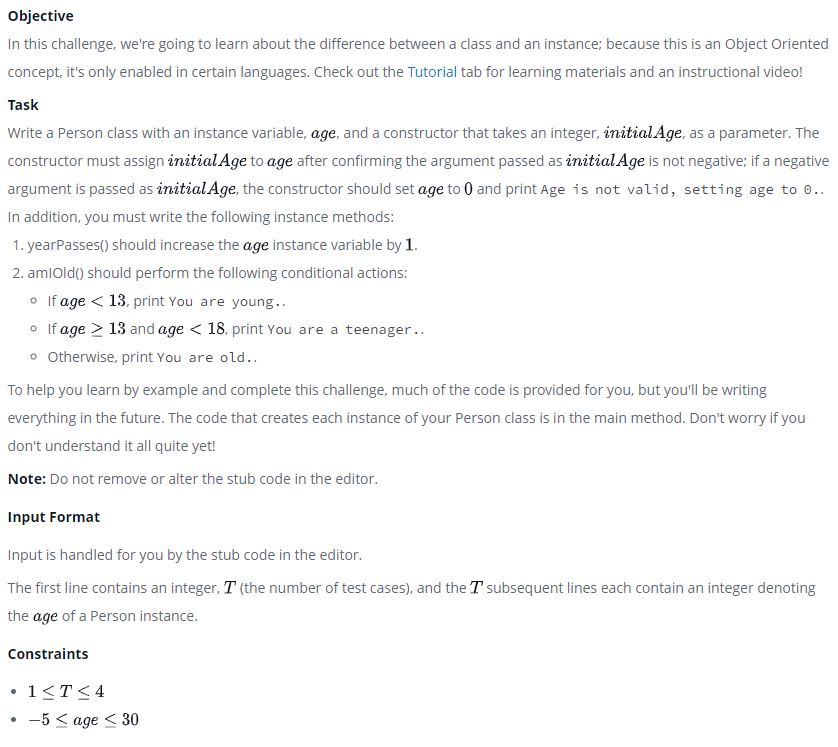 Objective
In this challenge, we're going to learn about the difference between a class and an instance; because this is an Object Oriented
concept, it's only enabled in certain languages. Check out the Tutorial tab for learning materials and an instructional video!
Task
Write a Person class with an instance variable, age, and a constructor that takes an integer, initialAge, as a parameter. The
constructor must assign initialAge to age after confirming the argument passed as initialAge is not negative; if a negative
argument is passed as initialAge, the constructor should set age to 0 and print Age is not valid, setting age to 0..
In addition, you must write the following instance methods:
1. yearPasses() should increase the age instance variable by 1.
2. amIOld() should perform the following conditional actions:
○ If age < 13, print You are young..
○ If age ≥ 13 and age < 18, print You are a teenager..
○ Otherwise, print You are old..
To help you learn by example and complete this challenge, much of the code is provided for you, but you'll be writing
everything in the future. The code that creates each instance of your Person class is in the main method. Don't worry if you
don't understand it all quite yet!
Note: Do not remove or alter the stub code in the editor.
Input Format
Input is handled for you by the stub code in the editor.
The first line contains an integer, T (the number of test cases), and the T subsequent lines each contain an integer denoting
the age of a Person instance.
Constraints
• 1 ≤ T ≤ 4
• −5 ≤ age ≤ 30